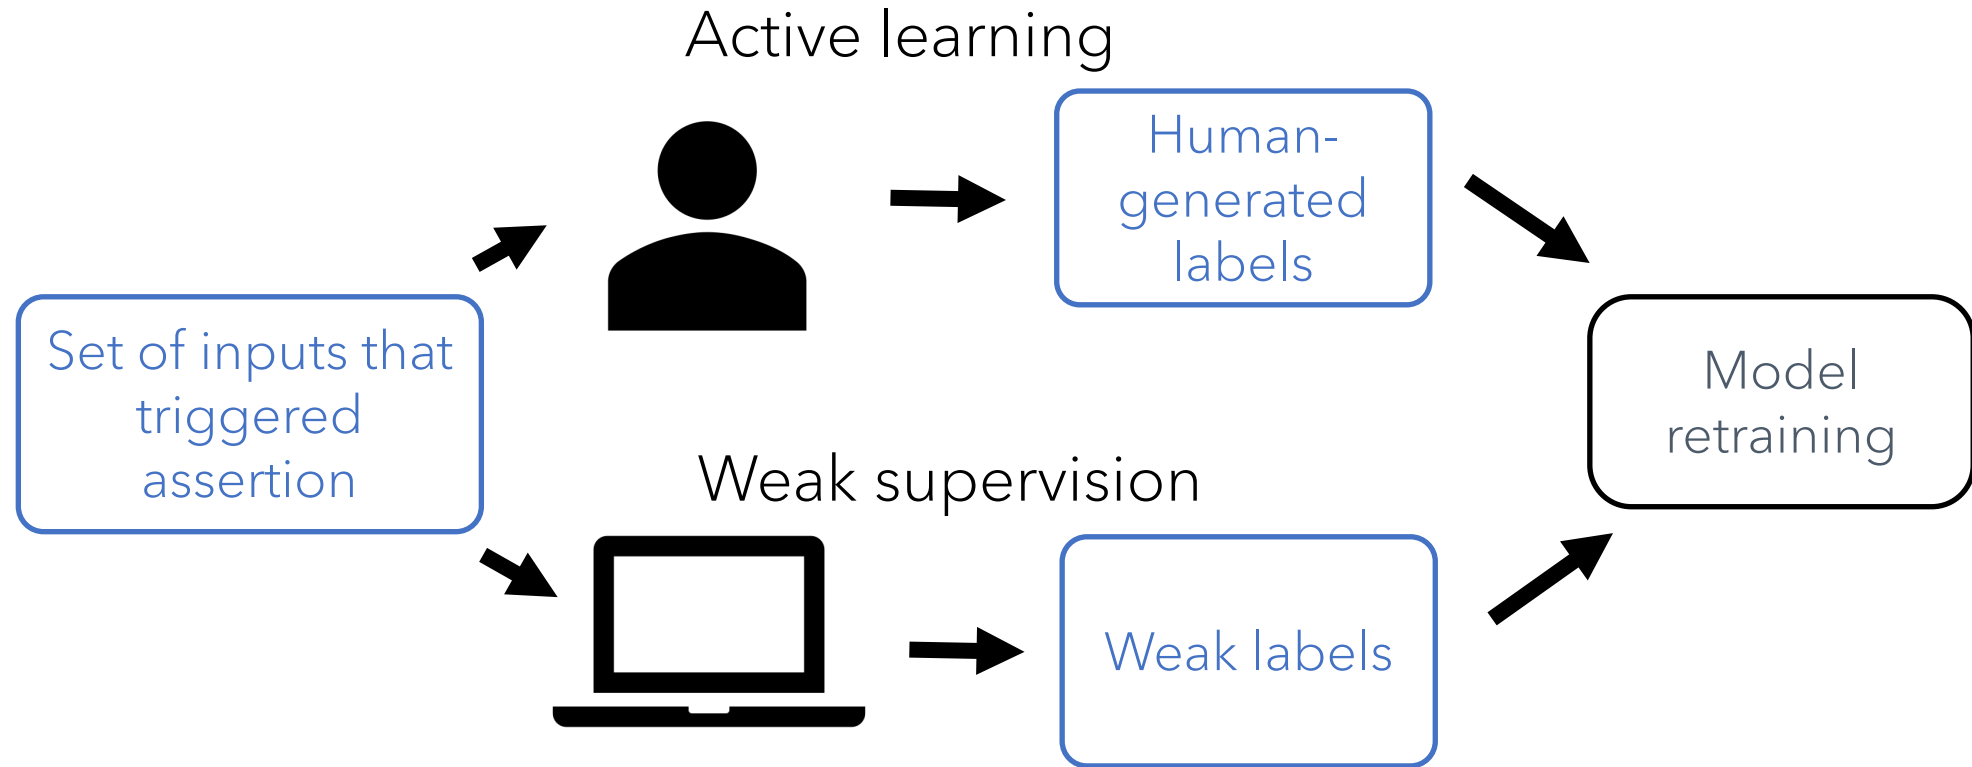 Active learning
Human-
generated
labels
Set of inputs that
triggered
assertion
Model
retraining
Weak supervision
Weak labels